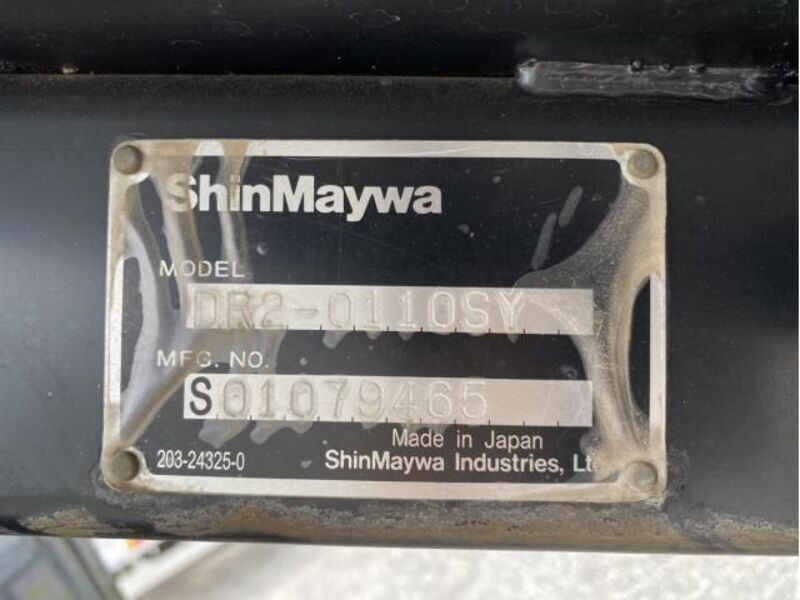 ShinMaywa
MODEL
DR2-0110SY
MFG. NO.
S01079465
Made in Japan
203-24325-0
ShinMaywa Industries, Lt